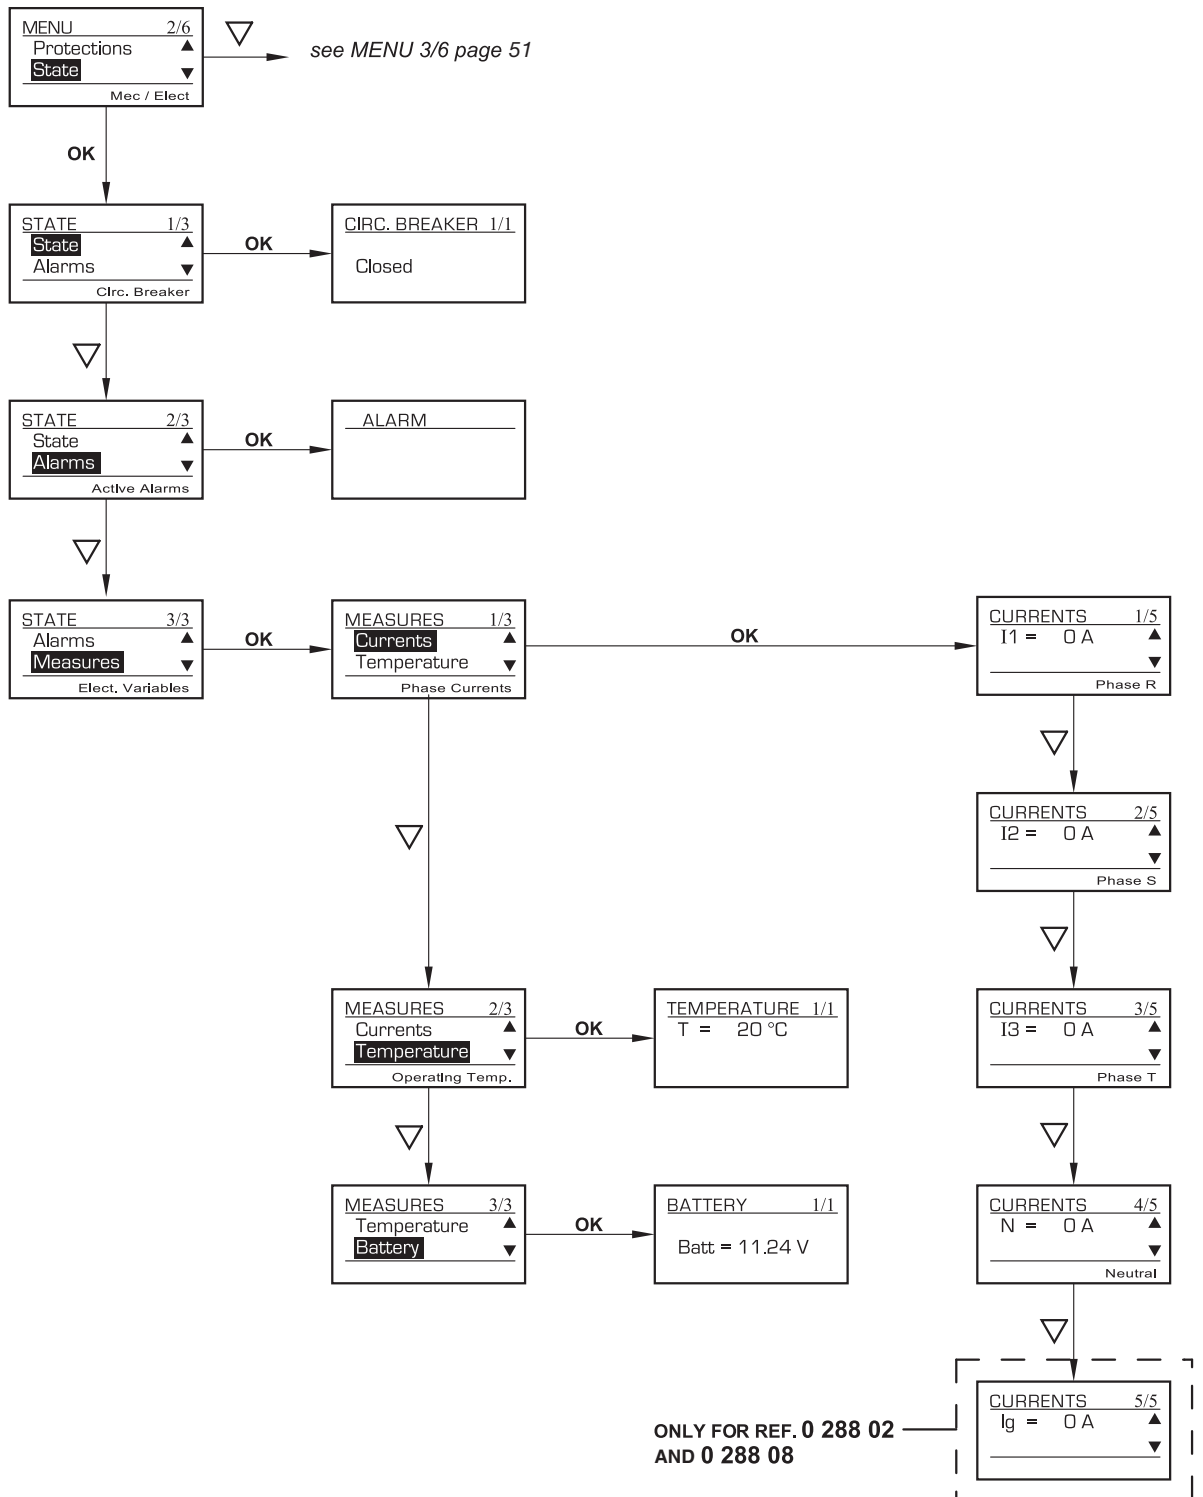 MENU 2/6
Protections
State
Mec / Elect
see MENU 3/6 page 51
OK
STATE 1/3
State
Alarms
Circ. Breaker
OK
CIRC. BREAKER 1/1
Closed
STATE 2/3
State
Alarms
Active Alarms
OK
ALARM
STATE 3/3
Alarms
Measures
Elect. Variables
OK
MEASURES 1/3
Currents
Temperature
Phase Currents
OK
CURRENTS 1/5
I1 = 0 A
Phase R
CURRENTS 2/5
I2 = 0 A
Phase S
MEASURES 2/3
Currents
Temperature
Operating Temp.
OK
TEMPERATURE 1/1
T = 20 °C
CURRENTS 3/5
I3 = 0 A
Phase T
MEASURES 3/3
Temperature
Battery
OK
BATTERY 1/1
Batt = 11.24 V
CURRENTS 4/5
N = 0 A
Neutral
ONLY FOR REF. 0 288 02
AND 0 288 08
CURRENTS 5/5
Ig = 0 A